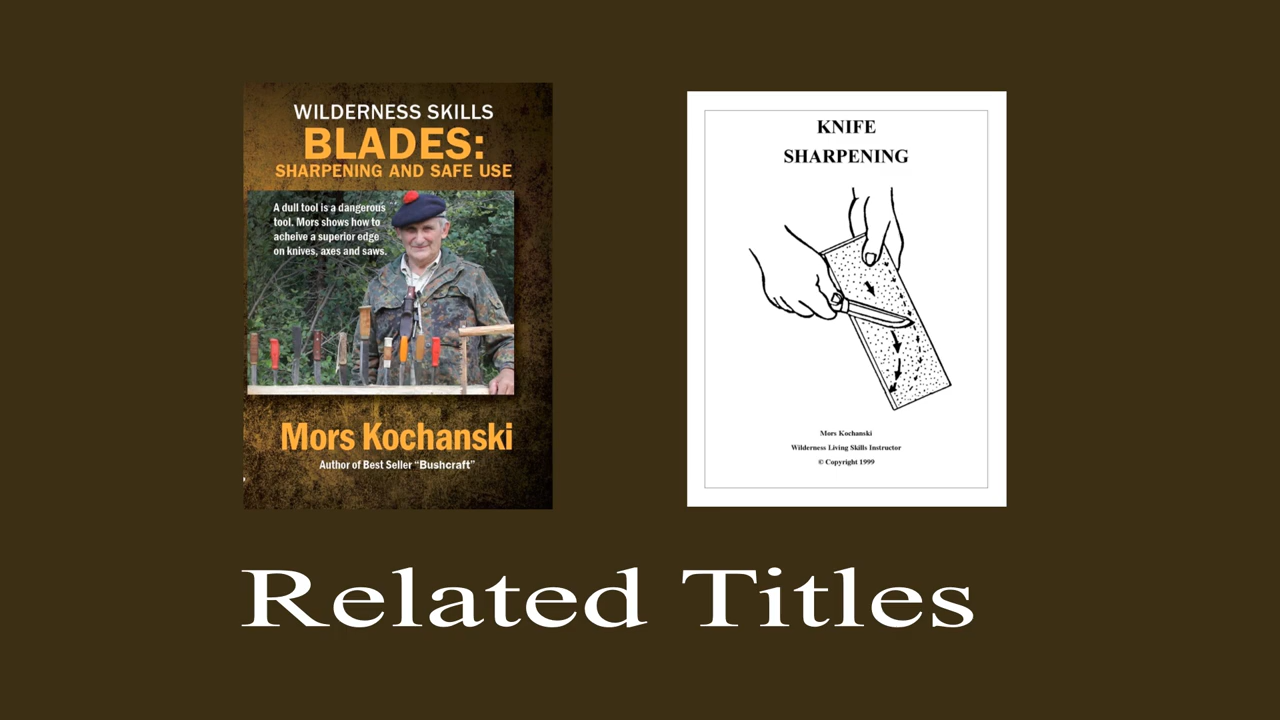 WILDERNESS SKILLS
BLADES:
SHARPENING AND SAFE USE
A dull tool is a dangerous
tool. Mors shows how to
acheive a superior edge
on knives, axes and saws.
Mors Kochanski
Author of Best Seller “Bushcraft”
KNIFE
SHARPENING
Mors Kochanski
Wilderness Living Skills Instructor
© Copyright 1999
Related Titles